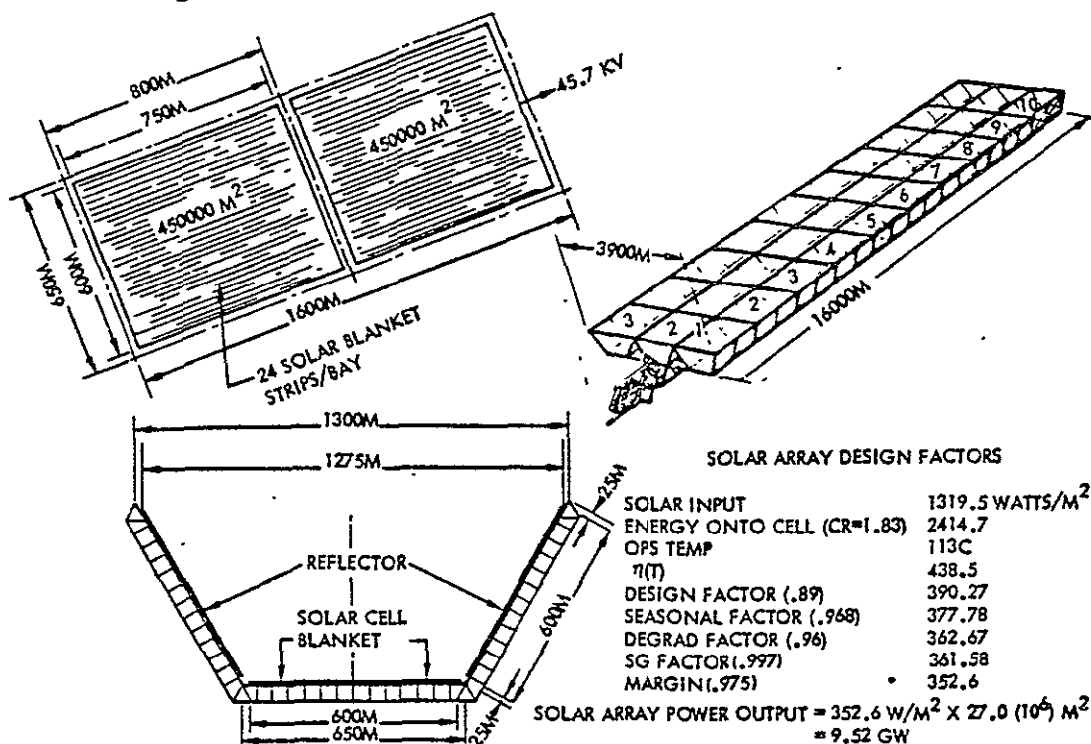 800M
750M
45.7 KV
450000 M²
450000 M²
650M
600M
1600M
24 SOLAR BLANKET
STRIPS/BAY
3900M
16000M
10
9
8
7
6
5
4
3
2
3 2 1
1300M
1275M
25M
REFLECTOR
SOLAR CELL
BLANKET
600M
600M
650M
25M
SOLAR ARRAY DESIGN FACTORS
SOLAR INPUT 1319.5 WATTS/M²
ENERGY ONTO CELL (CR=1.83) 2414.7
OPS TEMP 113C
η(T) 438.5
DESIGN FACTOR (.89) 390.27
SEASONAL FACTOR (.968) 377.78
DEGRAD FACTOR (.96) 362.67
SG FACTOR(.997) 361.58
MARGIN(.975) 352.6
SOLAR ARRAY POWER OUTPUT = 352.6 W/M² X 27.0 (10⁶) M²
= 9.52 GW